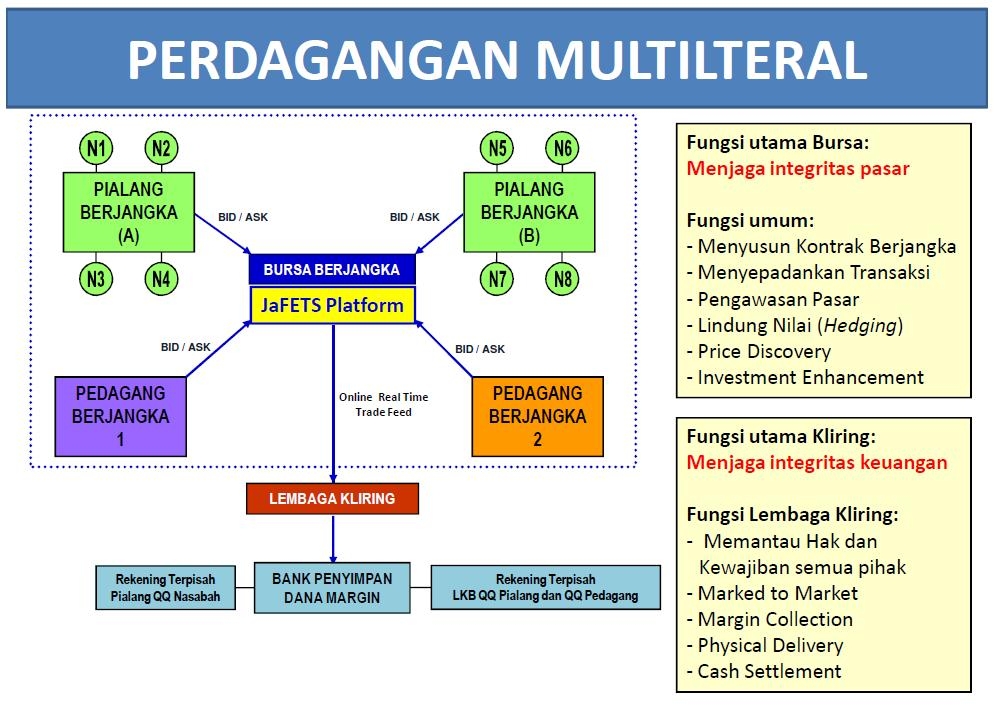 PERDAGANGAN MULTILTERAL
N1
N2
PIALANG
BERJANGKA
(A)
N3
N4
BID / ASK
N5
N6
PIALANG
BERJANGKA
(B)
N7
N8
BID / ASK
BURSA BERJANGKA
JaFETS Platform
BID / ASK
BID / ASK
PEDAGANG
BERJANGKA
1
PEDAGANG
BERJANGKA
2
Online Real Time
Trade Feed
LEMBAGA KLIRING
Rekening Terpisah
Pialang QQ Nasabah
BANK PENYIMPAN
DANA MARGIN
Rekening Terpisah
LKB QQ Pialang dan QQ Pedagang
Fungsi utama Bursa:
Menjaga integritas pasar
Fungsi umum:
- Menyusun Kontrak Berjangka
- Menyepadankan Transaksi
- Pengawasan Pasar
- Lindung Nilai (Hedging)
- Price Discovery
- Investment Enhancement
Fungsi utama Kliring:
Menjaga integritas keuangan
Fungsi Lembaga Kliring:
- Memantau Hak dan
Kewajiban semua pihak
- Marked to Market
- Margin Collection
- Physical Delivery
- Cash Settlement